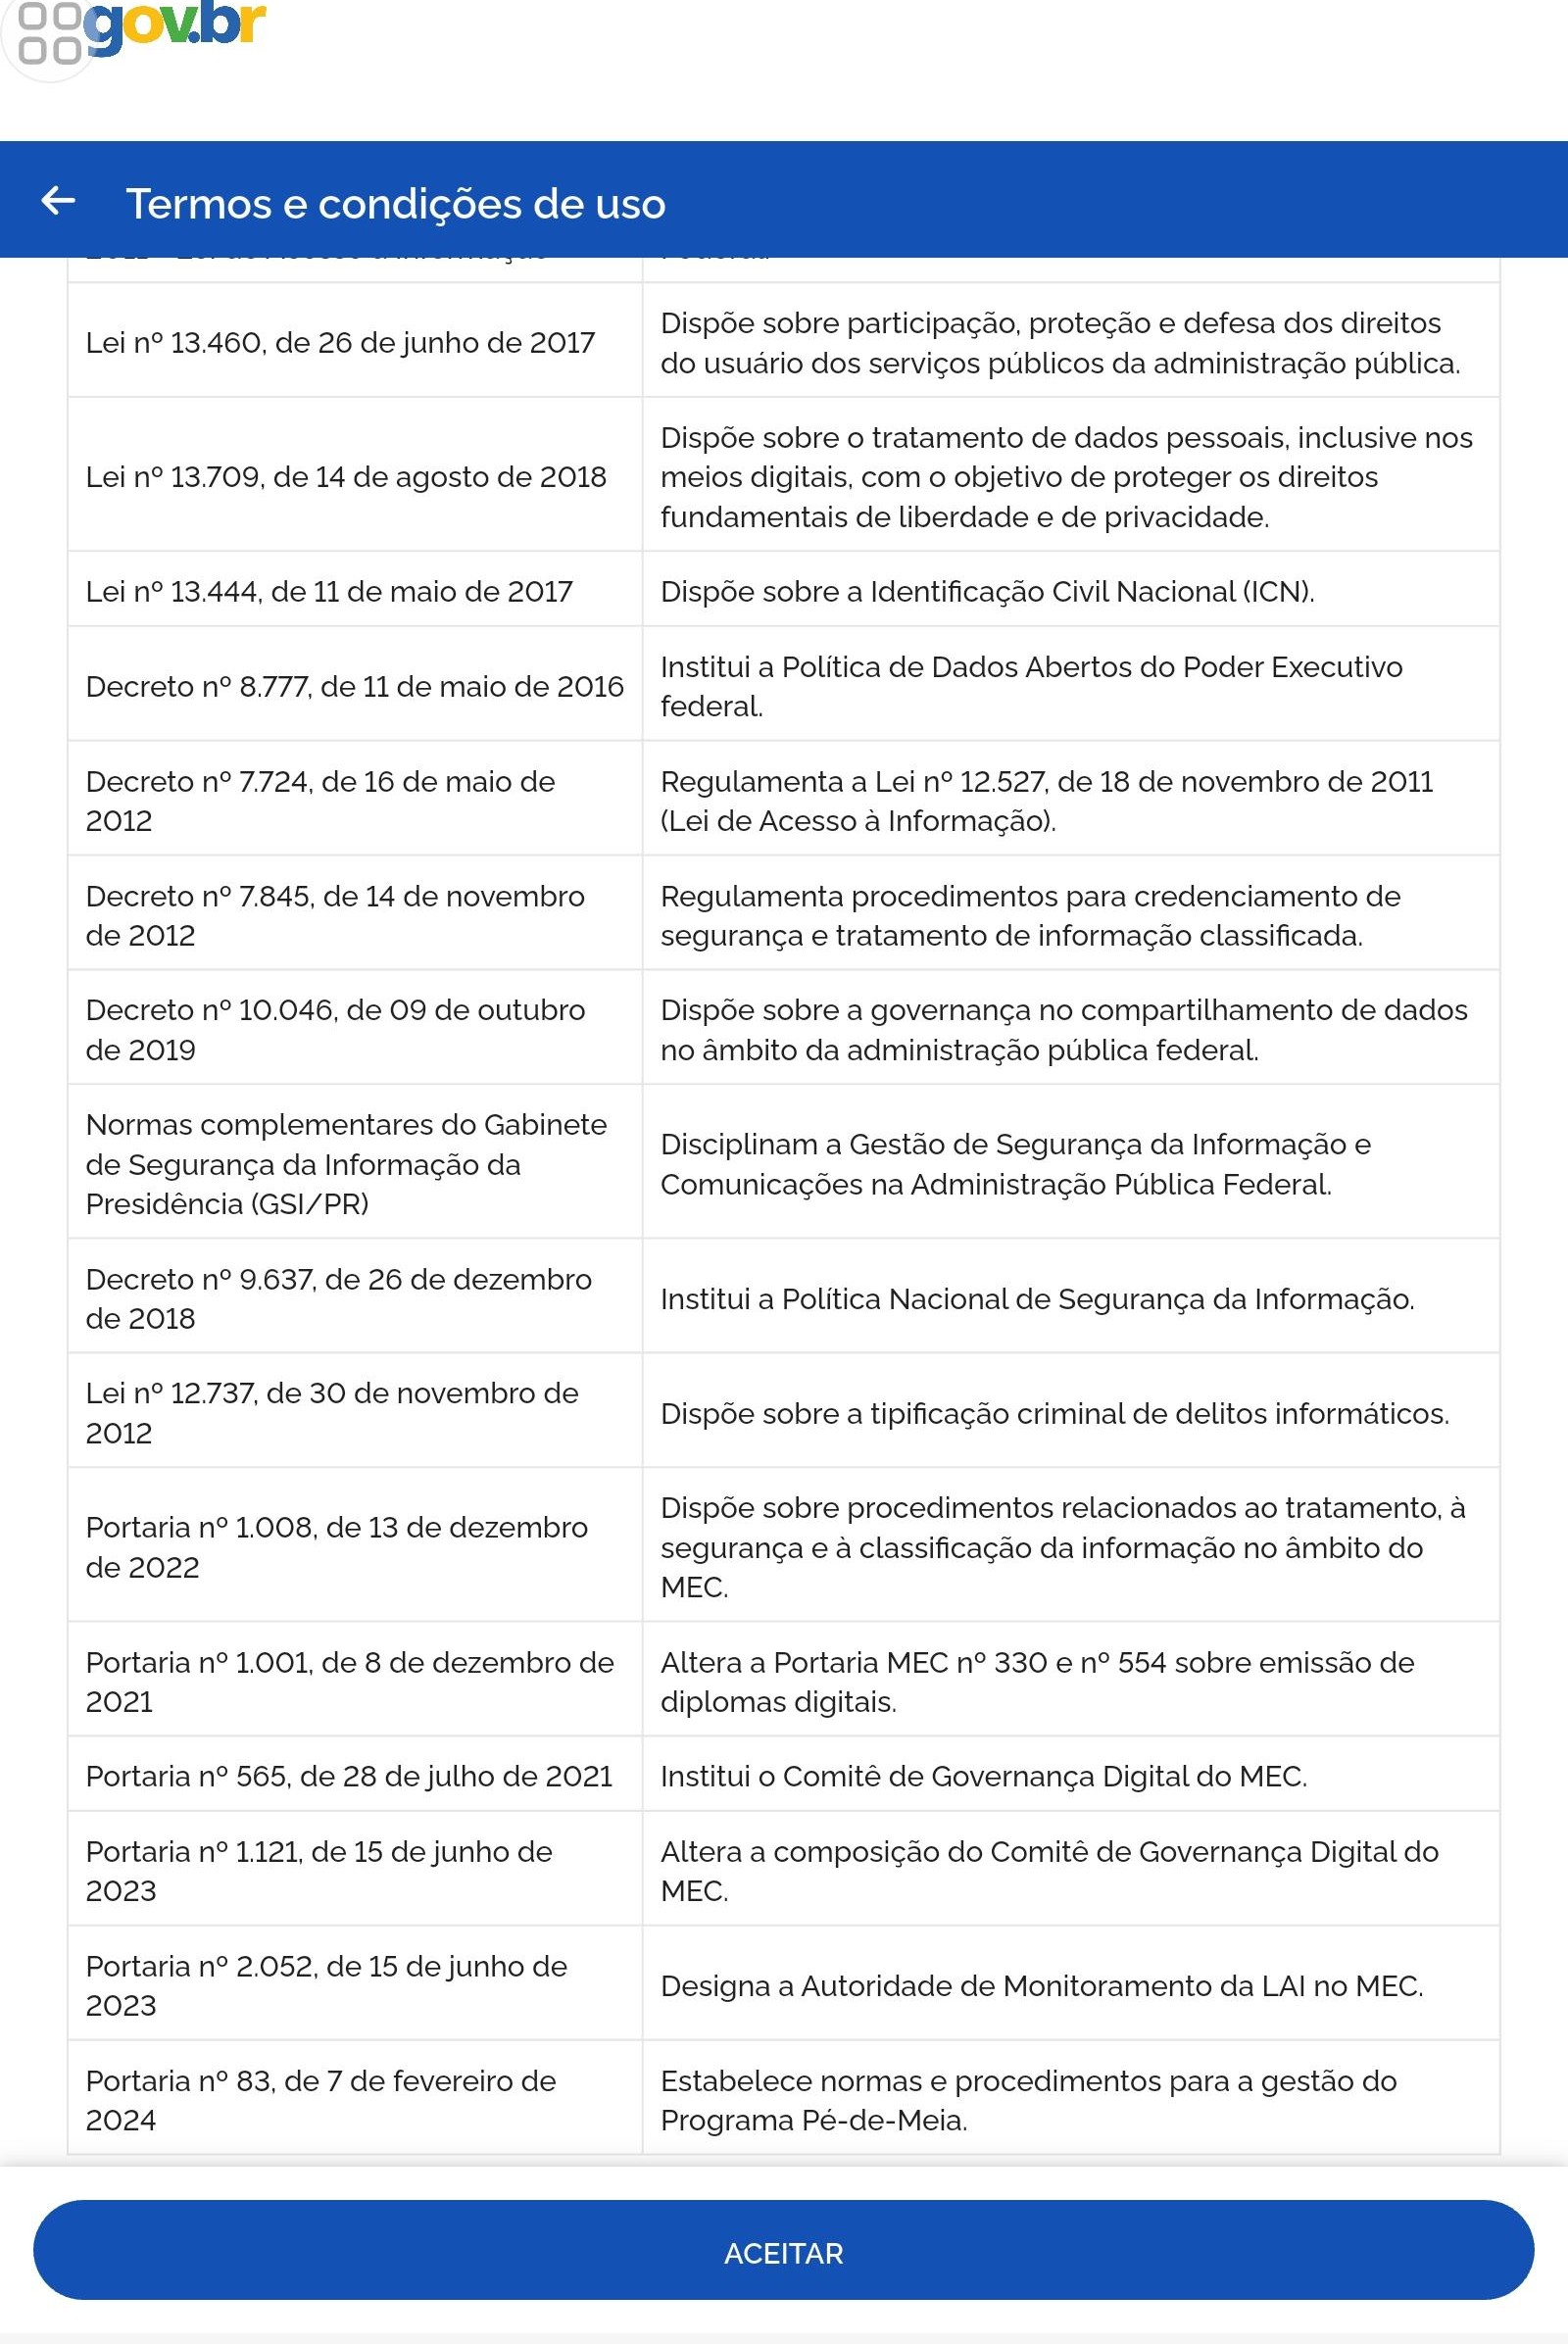 gov.br
Termos e condições de uso
Lei nº 13.460, de 26 de junho de 2017
Dispõe sobre participação, proteção e defesa dos direitos
do usuário dos serviços públicos da administração pública.
Lei nº 13.709, de 14 de agosto de 2018
Dispõe sobre o tratamento de dados pessoais, inclusive nos
meios digitais, com o objetivo de proteger os direitos
fundamentais de liberdade e de privacidade.
Lei nº 13.444, de 11 de maio de 2017
Dispõe sobre a Identificação Civil Nacional (ICN).
Decreto nº 8.777, de 11 de maio de 2016
Institui a Política de Dados Abertos do Poder Executivo
federal.
Decreto nº 7.724, de 16 de maio de
2012
Regulamenta a Lei nº 12.527, de 18 de novembro de 2011
(Lei de Acesso à Informação).
Decreto nº 7.845, de 14 de novembro
de 2012
Regulamenta procedimentos para credenciamento de
segurança e tratamento de informação classificada.
Decreto nº 10.046, de 09 de outubro
de 2019
Dispõe sobre a governança no compartilhamento de dados
no âmbito da administração pública federal.
Normas complementares do Gabinete
de Segurança da Informação da
Presidência (GSI/PR)
Disciplinam a Gestão de Segurança da Informação e
Comunicações na Administração Pública Federal.
Decreto nº 9.637, de 26 de dezembro
de 2018
Institui a Política Nacional de Segurança da Informação.
Lei nº 12.737, de 30 de novembro de
2012
Dispõe sobre a tipificação criminal de delitos informáticos.
Portaria nº 1.008, de 13 de dezembro
de 2022
Dispõe sobre procedimentos relacionados ao tratamento, à
segurança e à classificação da informação no âmbito do
MEC.
Portaria nº 1.001, de 8 de dezembro de
2021
Altera a Portaria MEC nº 330 e nº 554 sobre emissão de
diplomas digitais.
Portaria nº 565, de 28 de julho de 2021
Institui o Comitê de Governança Digital do MEC.
Portaria nº 1.121, de 15 de junho de
2023
Altera a composição do Comitê de Governança Digital do
MEC.
Portaria nº 2.052, de 15 de junho de
2023
Designa a Autoridade de Monitoramento da LAI no MEC.
Portaria nº 83, de 7 de fevereiro de
2024
Estabelece normas e procedimentos para a gestão do
Programa Pé-de-Meia.
ACEITAR